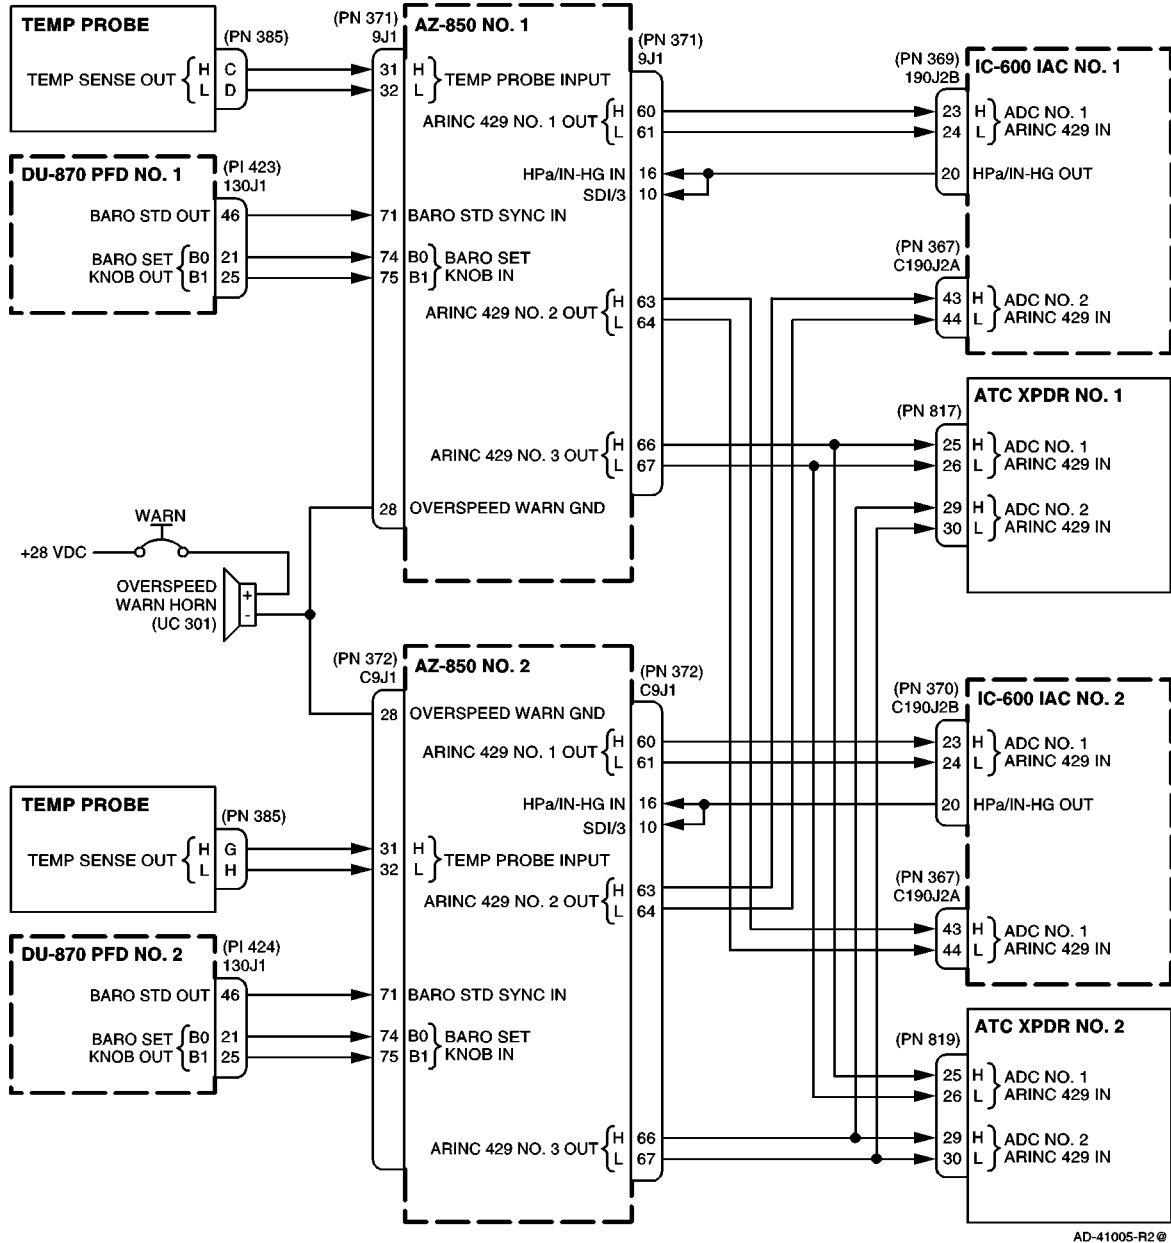 TEMP PROBE
(PN 385)
TEMP SENSE OUT
H C
L D
(PN 371)
9J1
AZ-850 NO. 1
31 H
32 L
TEMP PROBE INPUT
ARINC 429 NO. 1 OUT
H 60
L 61
HPa/IN-HG IN 16
SDI/3 10
(PN 371)
9J1
(PN 369)
190J2B
IC-600 IAC NO. 1
23 H
24 L
ADC NO. 1
ARINC 429 IN
20 HPa/IN-HG OUT
DU-870 PFD NO. 1
(PI 423)
130J1
BARO STD OUT 46
BARO SET
KNOB OUT
B0 21
B1 25
71 BARO STD SYNC IN
74 B0
75 B1
BARO SET
KNOB IN
ARINC 429 NO. 2 OUT
H 63
L 64
(PN 367)
C190J2A
43 H
44 L
ADC NO. 2
ARINC 429 IN
ATC XPDR NO. 1
(PN 817)
ARINC 429 NO. 3 OUT
H 66
L 67
25 H
26 L
ADC NO. 1
ARINC 429 IN
29 H
30 L
ADC NO. 2
ARINC 429 IN
28 OVERSPEED WARN GND
WARN
+28 VDC
OVERSPEED
WARN HORN
(UC 301)
+
-
(PN 372)
C9J1
AZ-850 NO. 2
(PN 372)
C9J1
28 OVERSPEED WARN GND
ARINC 429 NO. 1 OUT
H 60
L 61
HPa/IN-HG IN 16
SDI/3 10
(PN 370)
C190J2B
IC-600 IAC NO. 2
23 H
24 L
ADC NO. 1
ARINC 429 IN
20 HPa/IN-HG OUT
TEMP PROBE
(PN 385)
TEMP SENSE OUT
H G
L H
31 H
32 L
TEMP PROBE INPUT
ARINC 429 NO. 2 OUT
H 63
L 64
(PN 367)
C190J2A
43 H
44 L
ADC NO. 1
ARINC 429 IN
DU-870 PFD NO. 2
(PI 424)
130J1
BARO STD OUT 46
BARO SET
KNOB OUT
B0 21
B1 25
71 BARO STD SYNC IN
74 B0
75 B1
BARO SET
KNOB IN
ATC XPDR NO. 2
(PN 819)
25 H
26 L
ADC NO. 1
ARINC 429 IN
ARINC 429 NO. 3 OUT
H 66
L 67
29 H
30 L
ADC NO. 2
ARINC 429 IN
AD-41005-R2@